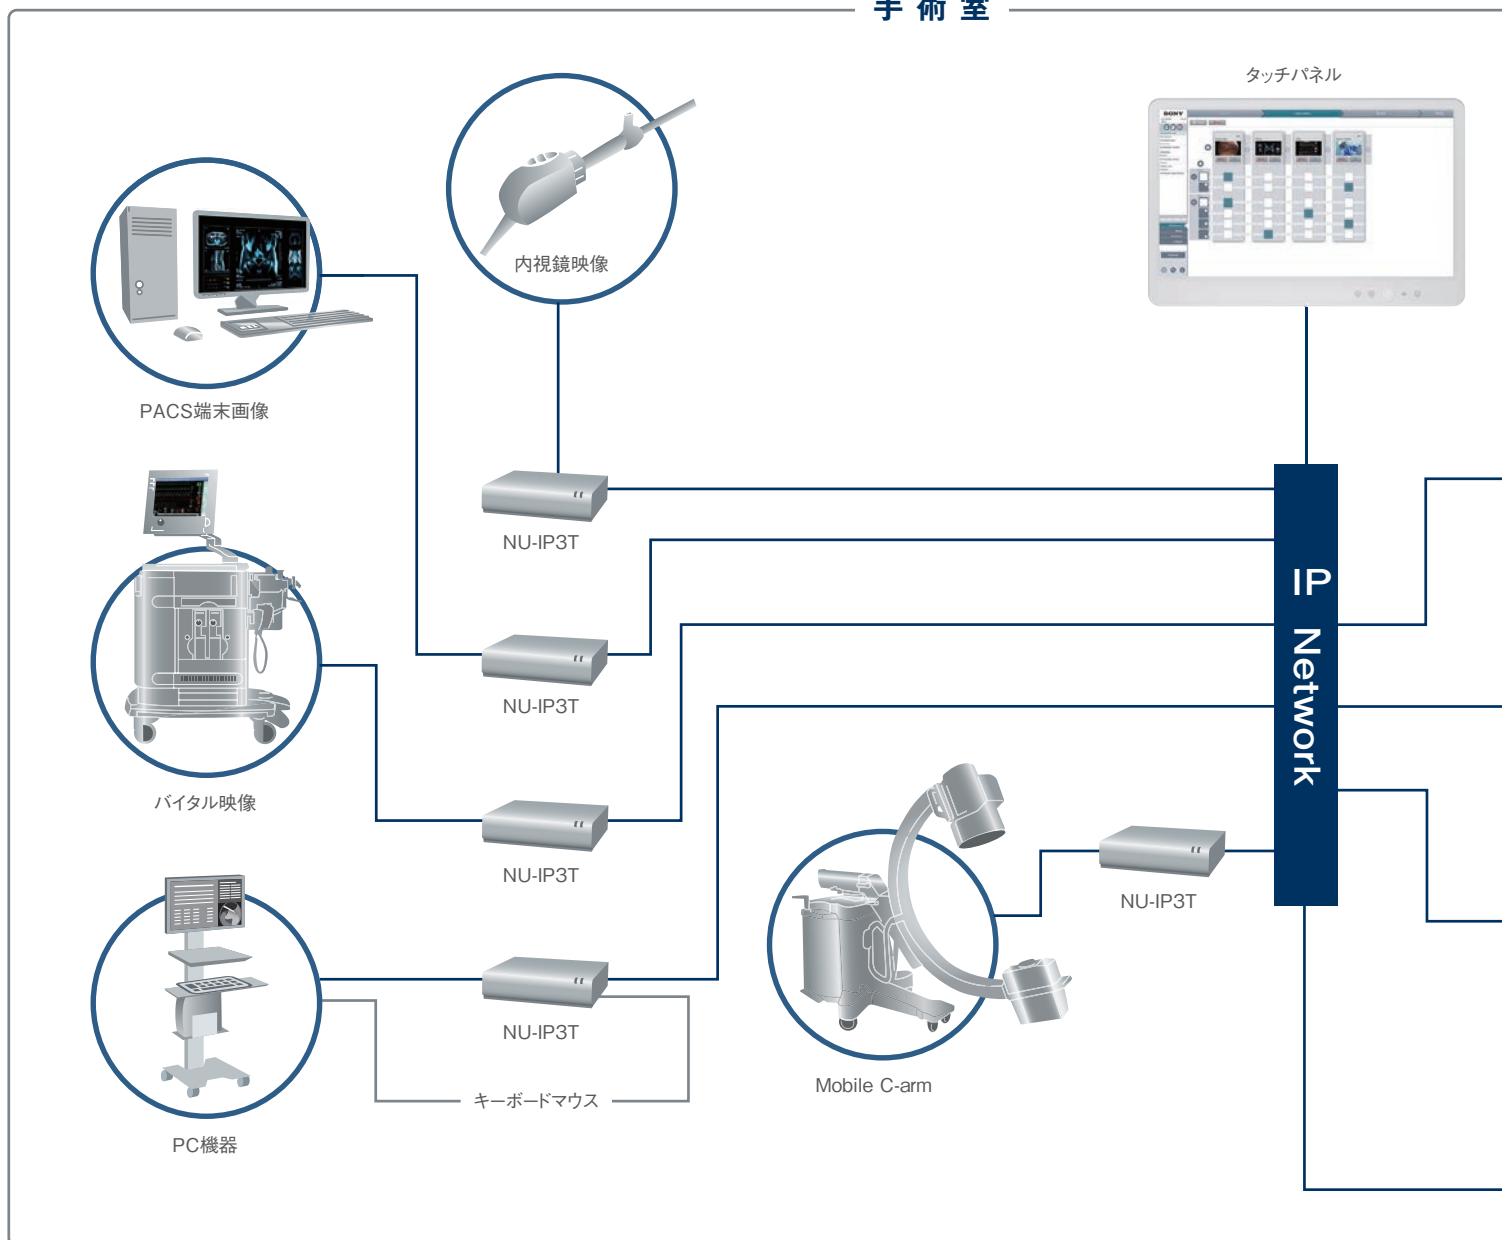 手術室
タッチパネル
SONY
内視鏡映像
PACS端末画像
NU-IP3T
IP Network
NU-IP3T
バイタル映像
NU-IP3T
NU-IP3T
NU-IP3T
キーボードマウス
Mobile C-arm
PC機器